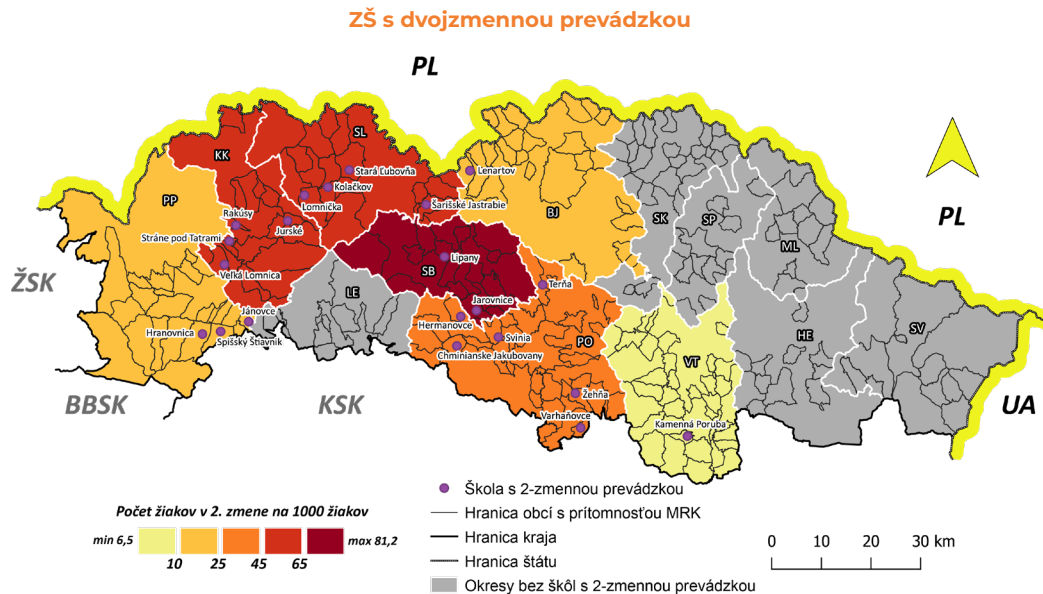 ZŠ s dvojzmennou prevádzkou
PL
SL
KK
Stará Ľubovňa
Lenartov
Kolačkov
PP
Lomnička
Šarišské Jastrabie
PL
Rakúsy
BJ
SK
SP
Jurské
Stráne pod Tatrami
ML
Lipany
Veľká Lomnica
SB
ŽSK
LE
Terňa
Jánovce
Jarovnice
Hermanovce
SV
Hranovnica
HE
Spišský Štiavnik
Svinia
PO
Chminianske Jakubovany
VT
Žehňa
BBSK
KSK
UA
Varhaňovce
Kamenná Poruba
Škola s 2-zmennou prevádzkou
Počet žiakov v 2. zmene na 1000 žiakov
Hranica obcí s prítomnosťou MRK
min 6,5
max 81,2
Hranica kraja
10 25 45 65
0 10 20 30 km
Hranica štátu
Okresy bez škôl s 2-zmennou prevádzkou